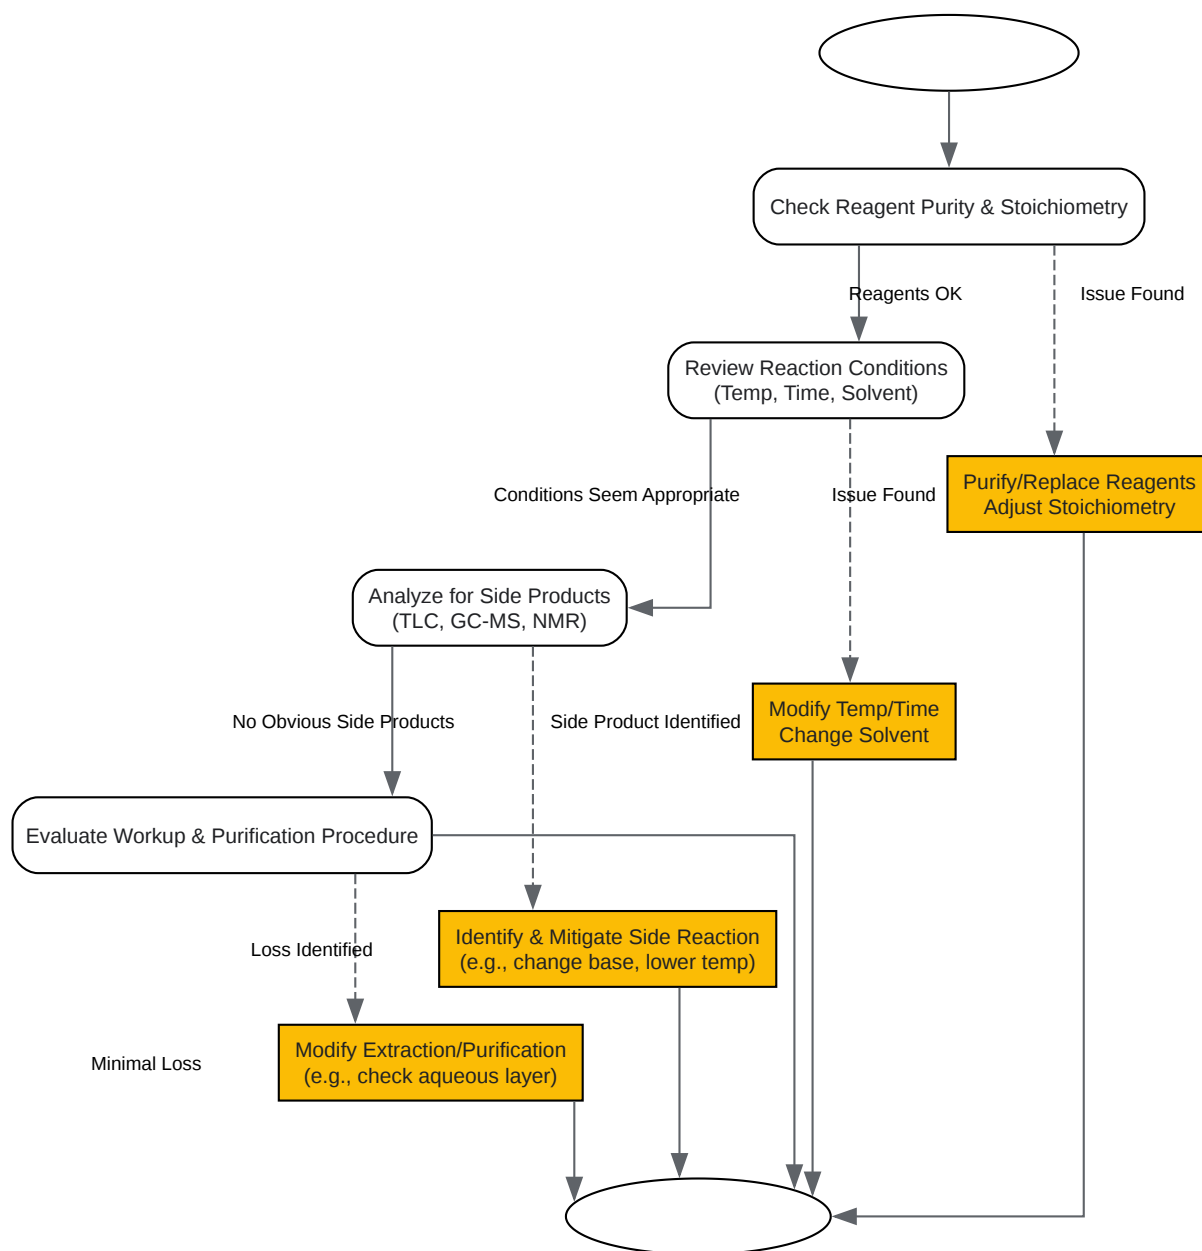 Check Reagent Purity & Stoichiometry
Reagents OK
Issue Found
Review Reaction Conditions
(Temp, Time, Solvent)
Purify/Replace Reagents
Adjust Stoichiometry
Conditions Seem Appropriate
Issue Found
Analyze for Side Products
(TLC, GC-MS, NMR)
Modify Temp/Time
Change Solvent
No Obvious Side Products
Side Product Identified
Evaluate Workup & Purification Procedure
Identify & Mitigate Side Reaction
(e.g., change base, lower temp)
Loss Identified
Modify Extraction/Purification
(e.g., check aqueous layer)
Minimal Loss